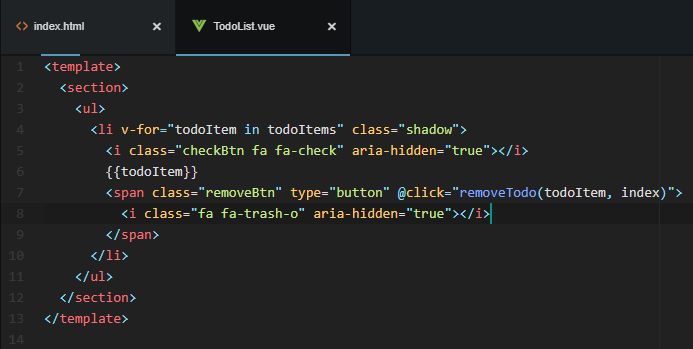 index.html × TodoList.vue ×
1 <template>
2 <section>
3 <ul>
4 <li v-for="todoItem in todoItems" class="shadow">
5 <i class="checkBtn fa fa-check" aria-hidden="true"></i>
6 {{todoItem}}
7 <span class="removeBtn" type="button" @click="removeTodo(todoItem, index)">
8 <i class="fa fa-trash-o" aria-hidden="true"></i>
9 </span>
10 </li>
11 </ul>
12 </section>
13 </template>
14